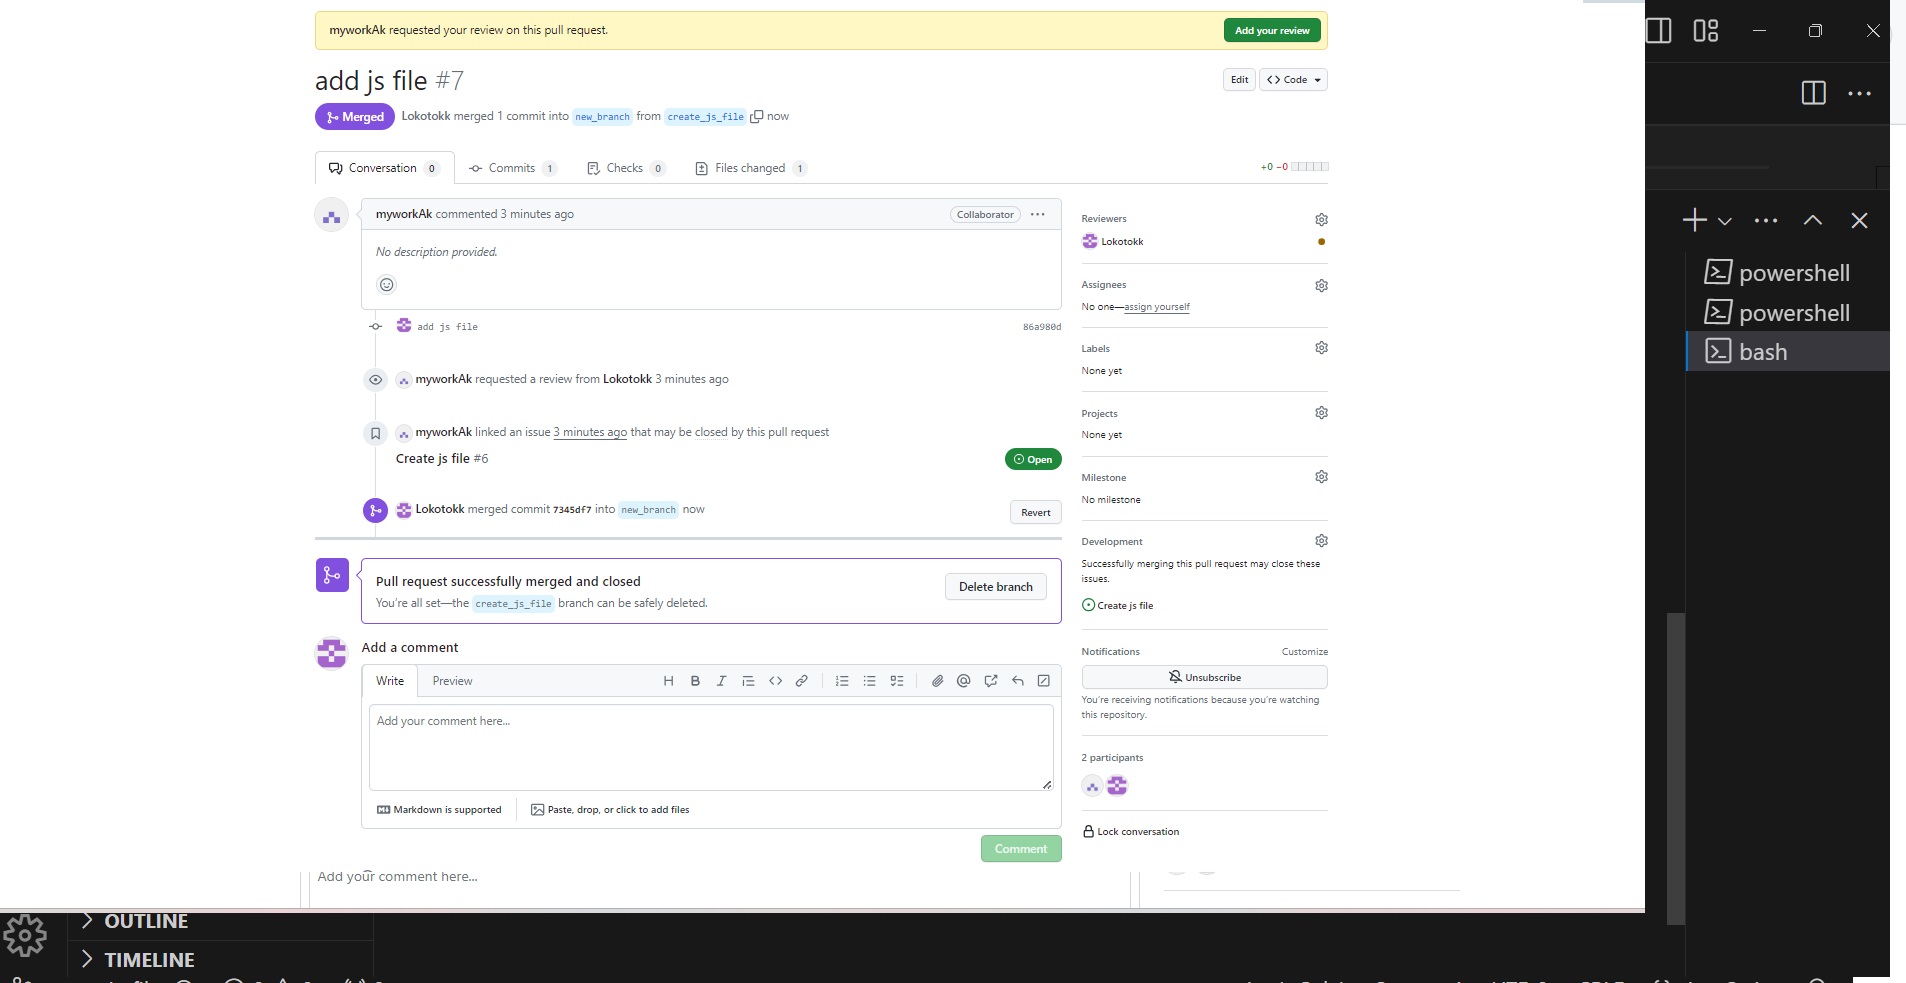 myworkAk requested your review on this pull request.
Add your review
add js file #7
Edit
<> Code
Merged
Lokotokk merged 1 commit into new_branch from create_js_file now
Conversation 0
Commits 1
Checks 0
Files changed 1
+0 −0
myworkAk commented 3 minutes ago
Collaborator
No description provided.
add js file
86a980d
myworkAk requested a review from Lokotokk 3 minutes ago
myworkAk linked an issue 3 minutes ago that may be closed by this pull request
Create js file #6
Open
Lokotokk merged commit 7345df7 into new_branch now
Revert
Pull request successfully merged and closed
You're all set—the create_js_file branch can be safely deleted.
Delete branch
Add a comment
Write
Preview
Add your comment here...
Markdown is supported
Paste, drop, or click to add files
Comment
Add your comment here...
Reviewers
Lokotokk
Assignees
No one—assign yourself
Labels
None yet
Projects
None yet
Milestone
No milestone
Development
Successfully merging this pull request may close these
issues.
Create js file
Notifications
Customize
Unsubscribe
You're receiving notifications because you're watching
this repository.
2 participants
Lock conversation
powershell
powershell
bash
OUTLINE
TIMELINE